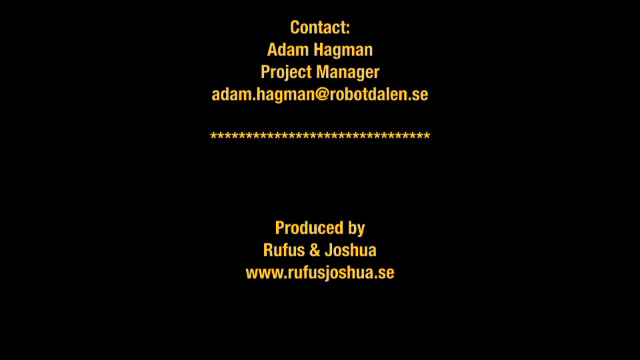 Contact:
Adam Hagman
Project Manager
adam.hagman@robotdalen.se
*******************************
Produced by
Rufus & Joshua
www.rufusjoshua.se